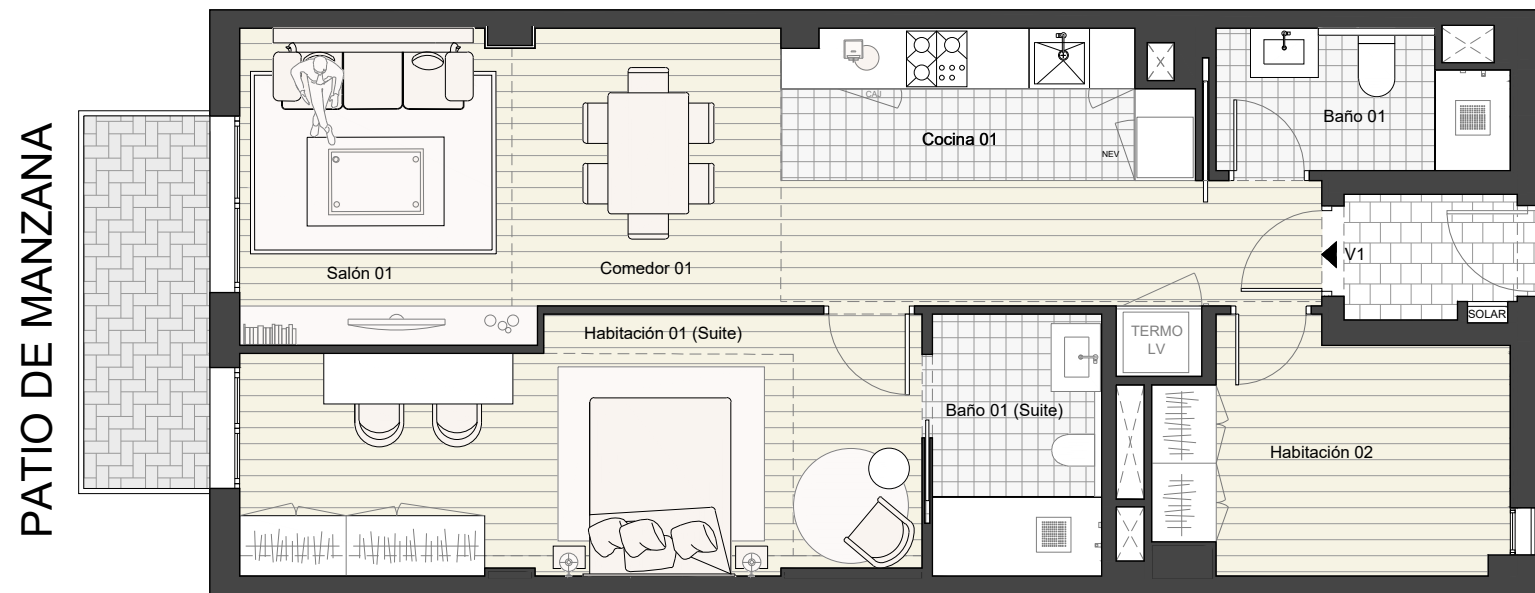 PATIO DE MANZANA
Salón 01
Comedor 01
CAJ
Cocina 01
NEV
Baño 01
V1
SOLAR
Habitación 01 (Suite)
TERMO
LV
Baño 01 (Suite)
Habitación 02
X